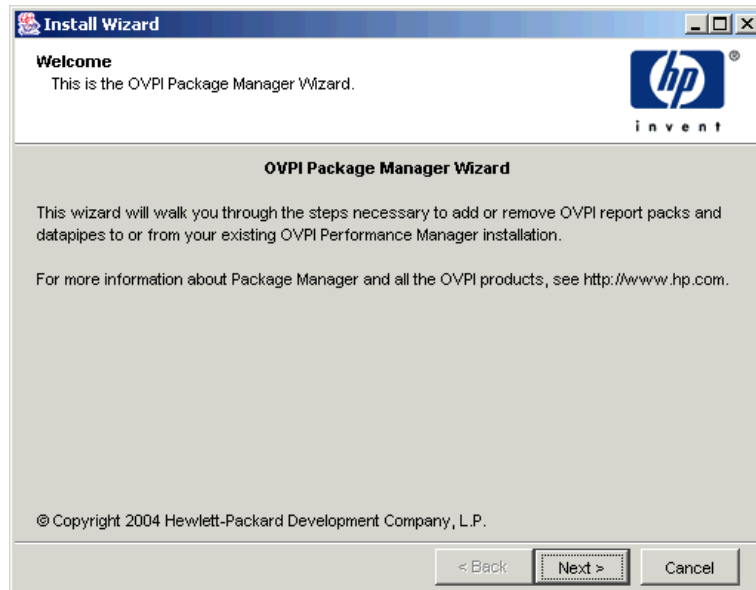 Install Wizard
Welcome
This is the OVPI Package Manager Wizard.
hp
®
invent
OVPI Package Manager Wizard
This wizard will walk you through the steps necessary to add or remove OVPI report packs and
datapipes to or from your existing OVPI Performance Manager installation.
For more information about Package Manager and all the OVPI products, see http://www.hp.com.
© Copyright 2004 Hewlett-Packard Development Company, L.P.
< Back Next > Cancel